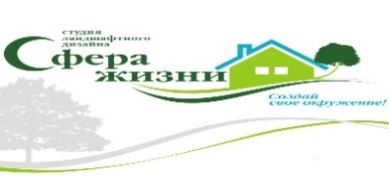 студия
ландшафтного
дизайна
Сфера
жизни
Создай
свое окружение!